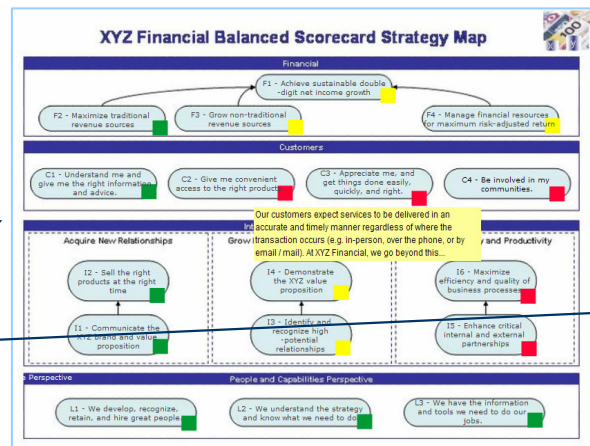 XYZ Financial Balanced Scorecard Strategy Map
100
Financial
F1 - Achieve sustainable double
-digit net income growth
F2 - Maximize traditional
revenue sources
F3 - Grow non-traditional
revenue sources
F4 - Manage financial resources
for maximum risk-adjusted return
Customers
C1 - Understand me and
give me the right information
and advice.
C2 - Give me convenient
access to the right products
C3 - Appreciate me, and
get things done easily,
quickly, and right.
C4 - Be involved in my
communities.
Our customers expect services to be delivered in an
accurate and timely manner regardless of where the
transaction occurs (e.g. in-person, over the phone, or by
email / mail). At XYZ Financial, we go beyond this...
Int
Acquire New Relationships
Grow
y and Productivity
I2 - Sell the right
products at the right
time
I4 - Demonstrate
the XYZ value
proposition
I6 - Maximize
efficiency and quality of
business processes
I1 - Communicate the
XYZ brand and value
proposition
I3 - Identify and
recognize high
-potential
relationships
I5 - Enhance critical
internal and external
partnerships
e Perspective
People and Capabilities Perspective
L1 - We develop, recognize,
retain, and hire great people.
L2 - We understand the strategy
and know what we need to do
L3 - We have the information
and tools we need to do our
jobs.